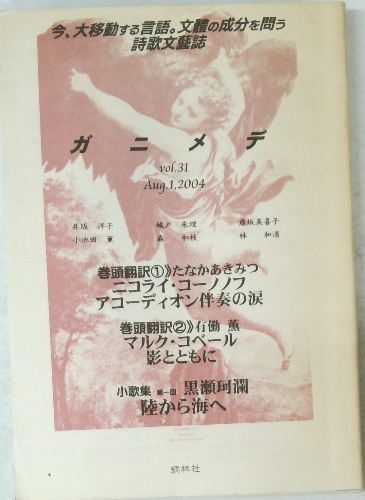 今、大移動する言語。文體の成分を問う
詩歌文藝誌
ガニメデ
vol.31
Aug.1,2004
井坂 洋子 城戸 朱理 彦坂美喜子
小池田 薫 森 和枝 林 和清
巻頭翻訳①》たなかあきみつ
ニコライ・コーノノフ
アコーディオン伴奏の涙
巻頭翻訳②》有働 薫
マルク・コベール
影とともに
小歌集 第一回 黒瀬珂瀾
陸から海へ
銅林社